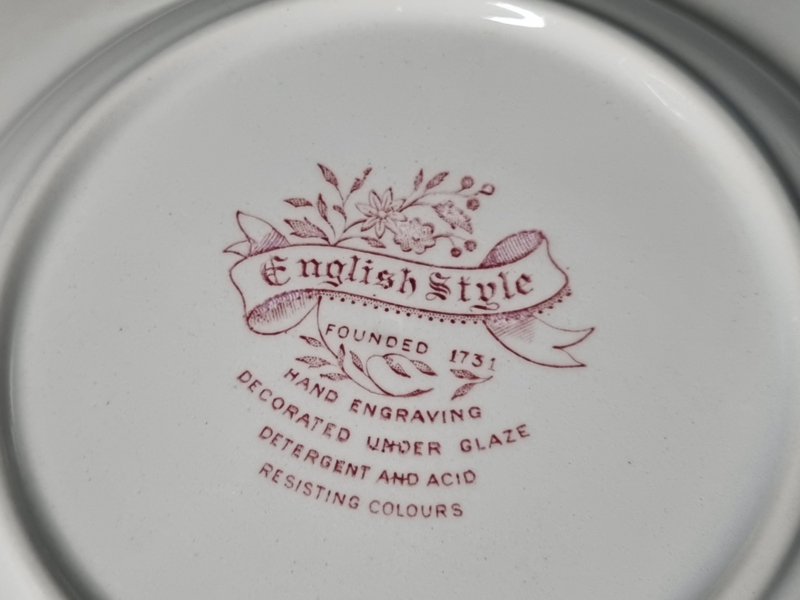 English Style
FOUNDED 1731
HAND ENGRAVING
DECORATED UNDER GLAZE
DETERGENT AND ACID
RESISTING COLOURS